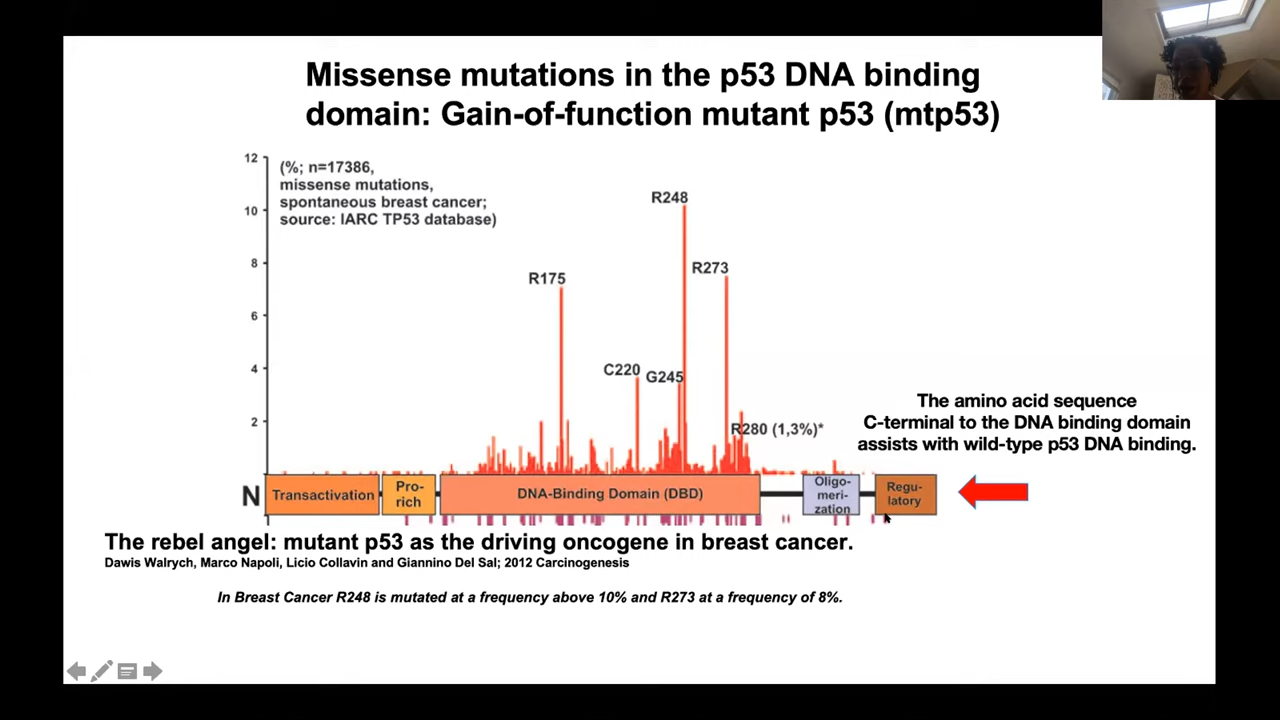 Missense mutations in the p53 DNA binding
domain: Gain-of-function mutant p53 (mtp53)
12
10
8
6
4
2
(%; n=17386,
missense mutations,
spontaneous breast cancer;
source: IARC TP53 database)
R175
C220
G245
R248
R273
R280 (1,3%)*
The amino acid sequence
C-terminal to the DNA binding domain
assists with wild-type p53 DNA binding.
N
Transactivation
Pro-
rich
DNA-Binding Domain (DBD)
Oligo-
meri-
zation
Regu-
latory
The rebel angel: mutant p53 as the driving oncogene in breast cancer.
Dawis Walrych, Marco Napoli, Licio Collavin and Giannino Del Sal; 2012 Carcinogenesis
In Breast Cancer R248 is mutated at a frequency above 10% and R273 at a frequency of 8%.